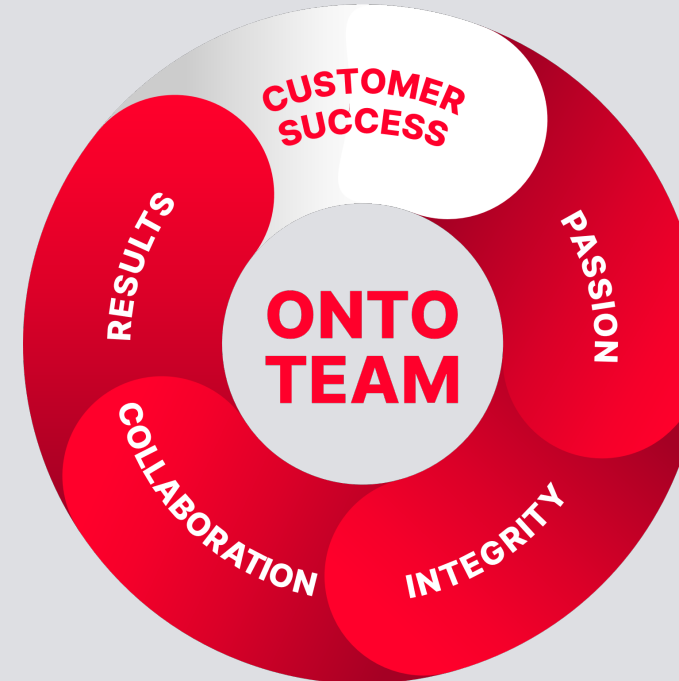 CUSTOMER
SUCCESS
PASSION
INTEGRITY
COLLABORATION
RESULTS
ONTO
TEAM